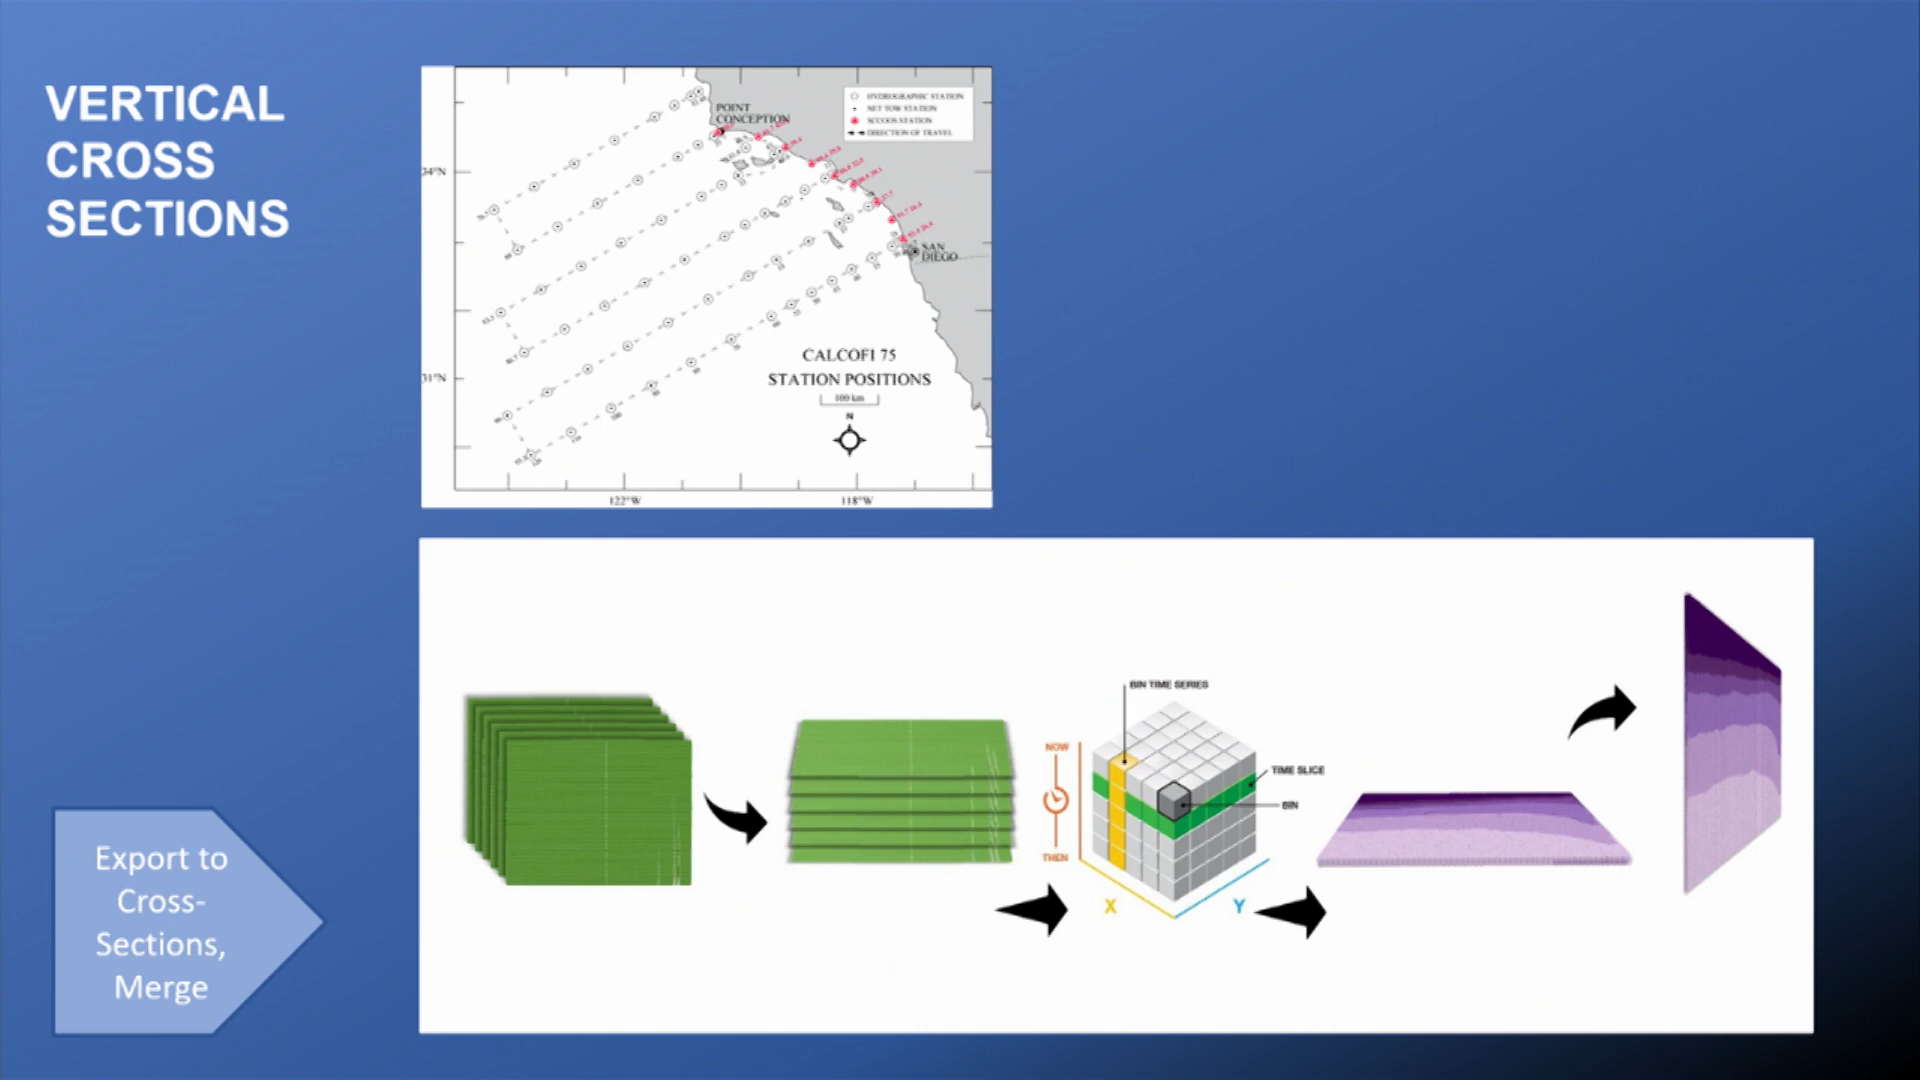 VERTICAL
CROSS
SECTIONS
HYDROGRAPHIC STATION
NET TOW STATION
SCCOOS STATION
DIRECTION OF TRAVEL
POINT
CONCEPTION
34°N
SAN
DIEGO
31°N
CALCOFI 75
STATION POSITIONS
100 km
N
122°W
118°W
BIN TIME SERIES
NOW
TIME SLICE
BIN
THEN
X
Y
Export to
Cross-
Sections,
Merge